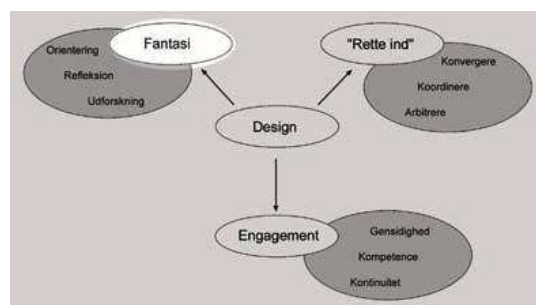 Fantasi
Orientering
Refleksion
Udforskning
"Rette ind"
Konvergere
Koordinere
Arbitrere
Design
Engagement
Gensidighed
Kompetence
Kontinuitet